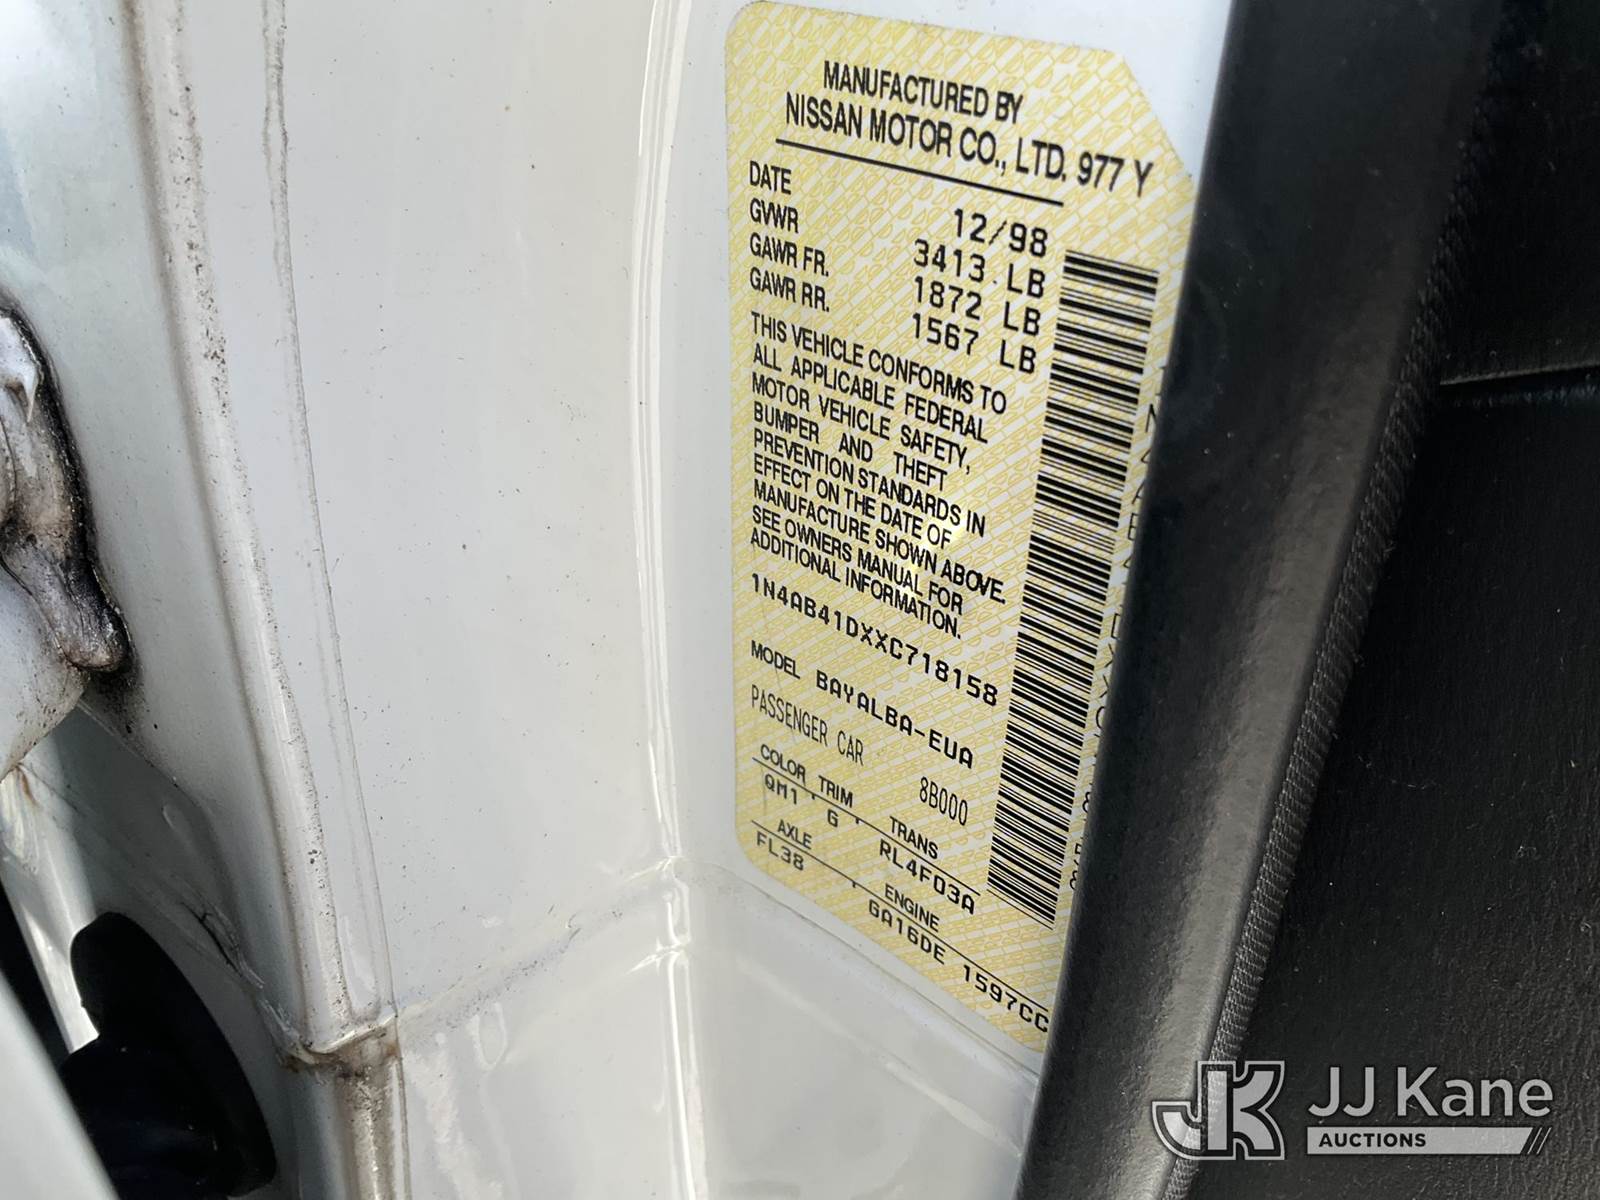 MANUFACTURED BY
NISSAN MOTOR CO., LTD. 977 Y
DATE 12/98
GVWR 3413 LB
GAWR FR. 1872 LB
GAWR RR. 1567 LB
THIS VEHICLE CONFORMS TO
ALL APPLICABLE FEDERAL
MOTOR VEHICLE SAFETY,
BUMPER AND THEFT
PREVENTION STANDARDS IN
EFFECT ON THE DATE OF
MANUFACTURE SHOWN ABOVE.
SEE OWNERS MANUAL FOR
ADDITIONAL INFORMATION.
1N4AB41DXXC718158
MODEL BAYALBA-EUA
PASSENGER CAR 8B000
COLOR TRIM TRANS
QM1 G RL4F03A
AXLE ENGINE
FL38 GA16DE 1597CC
JK JJ Kane
AUCTIONS